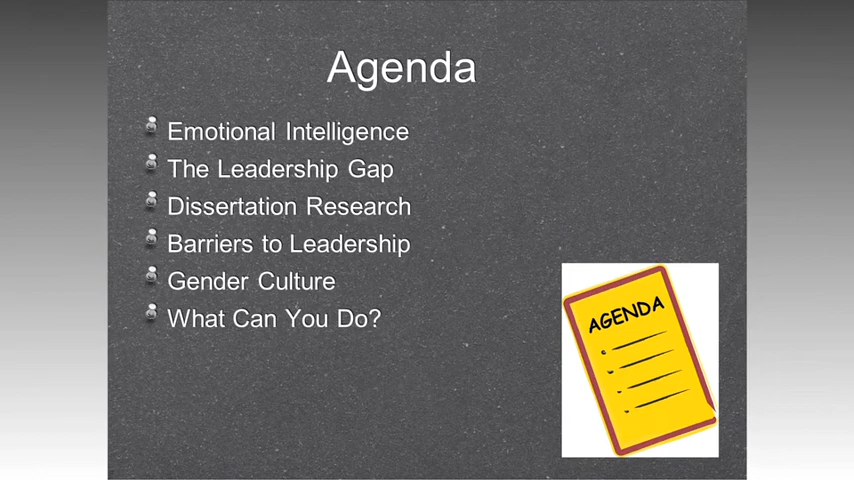 Agenda
Emotional Intelligence
The Leadership Gap
Dissertation Research
Barriers to Leadership
Gender Culture
What Can You Do?
AGENDA